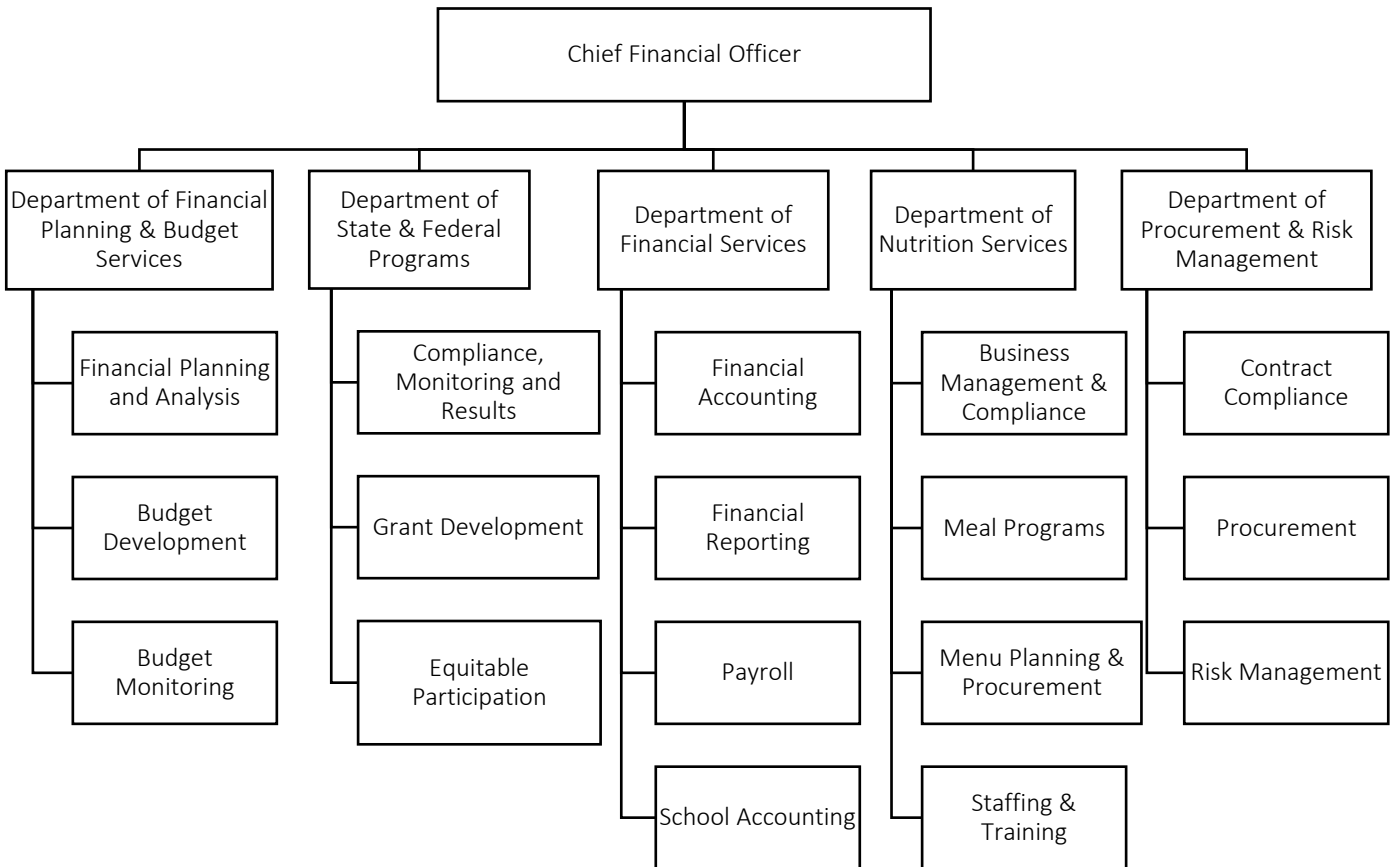 Chief Financial Officer
Department of Financial
Planning & Budget
Services
Department of
State & Federal
Programs
Department of
Financial Services
Department of
Nutrition Services
Department of
Procurement & Risk
Management
Financial Planning
and Analysis
Budget
Development
Budget
Monitoring
Compliance,
Monitoring and
Results
Grant Development
Equitable
Participation
Financial
Accounting
Financial
Reporting
Payroll
School Accounting
Business
Management &
Compliance
Meal Programs
Menu Planning &
Procurement
Staffing &
Training
Contract
Compliance
Procurement
Risk Management